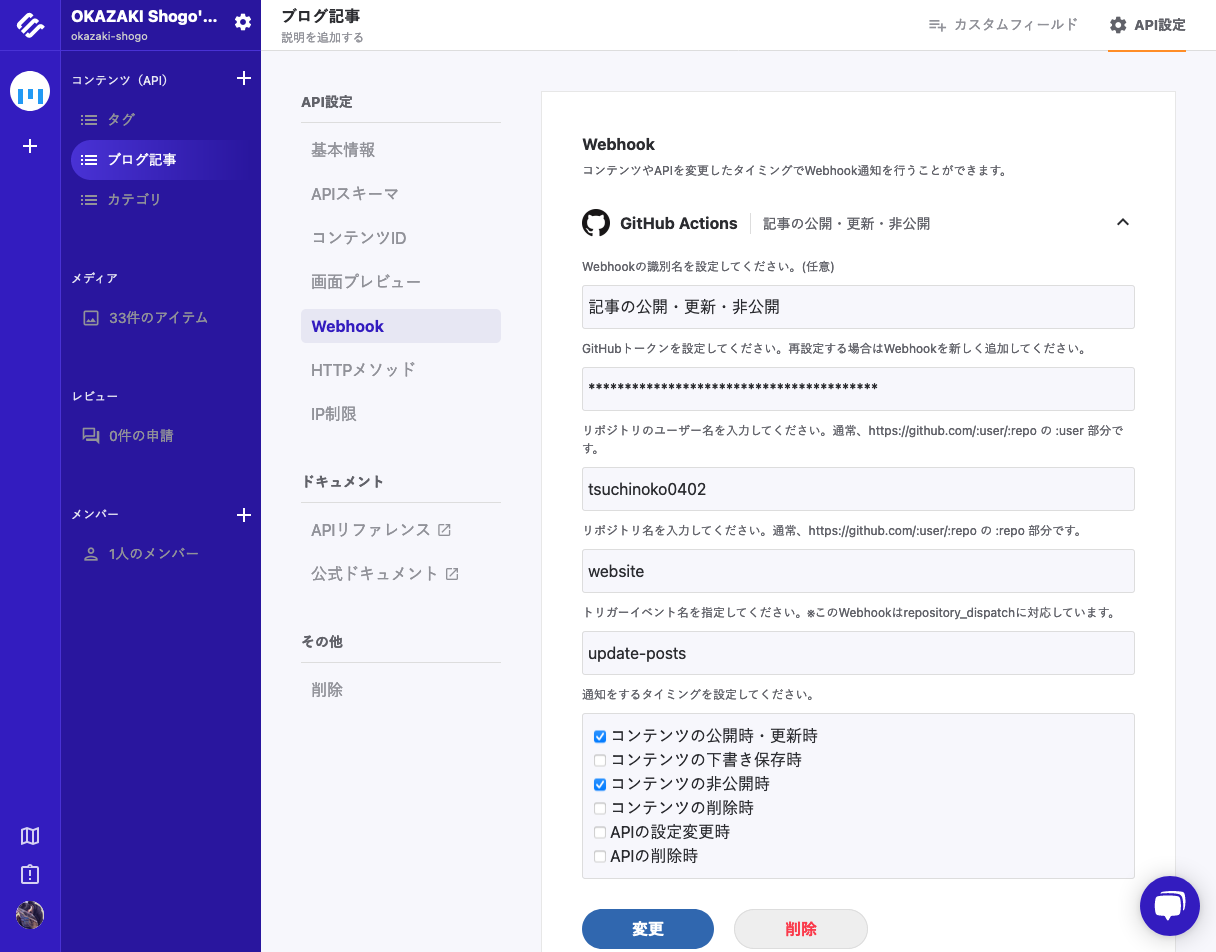 OKAZAKI Shogo'...
okazaki-shogo
コンテンツ（API）
タグ
ブログ記事
カテゴリ
メディア
33件のアイテム
レビュー
0件の申請
メンバー
1人のメンバー
ブログ記事
説明を追加する
カスタムフィールド
API設定
API設定
基本情報
APIスキーマ
コンテンツID
画面プレビュー
Webhook
HTTPメソッド
IP制限
ドキュメント
APIリファレンス
公式ドキュメント
その他
削除
Webhook
コンテンツやAPIを変更したタイミングでWebhook通知を行うことができます。
GitHub Actions
記事の公開・更新・非公開
Webhookの識別名を設定してください。(任意)
記事の公開・更新・非公開
GitHubトークンを設定してください。再設定する場合はWebhookを新しく追加してください。
****************************************
リポジトリのユーザー名を入力してください。通常、https://github.com/:user/:repo の :user 部分で
す。
tsuchinoko0402
リポジトリ名を入力してください。通常、https://github.com/:user/:repo の :repo 部分です。
website
トリガーイベント名を指定してください。※このWebhookはrepository_dispatchに対応しています。
update-posts
通知をするタイミングを設定してください。
コンテンツの公開時・更新時
コンテンツの下書き保存時
コンテンツの非公開時
コンテンツの削除時
APIの設定変更時
APIの削除時
変更
削除